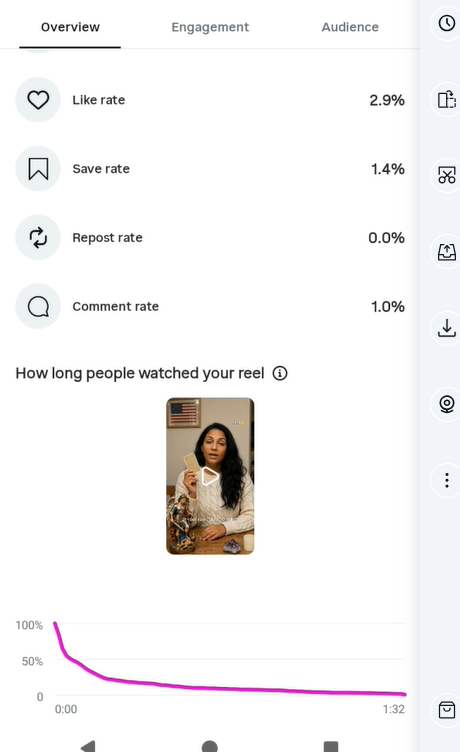 Overview Engagement Audience
Like rate 2.9%
Save rate 1.4%
Repost rate 0.0%
Comment rate 1.0%
How long people watched your reel
100%
50%
0
0:00 1:32